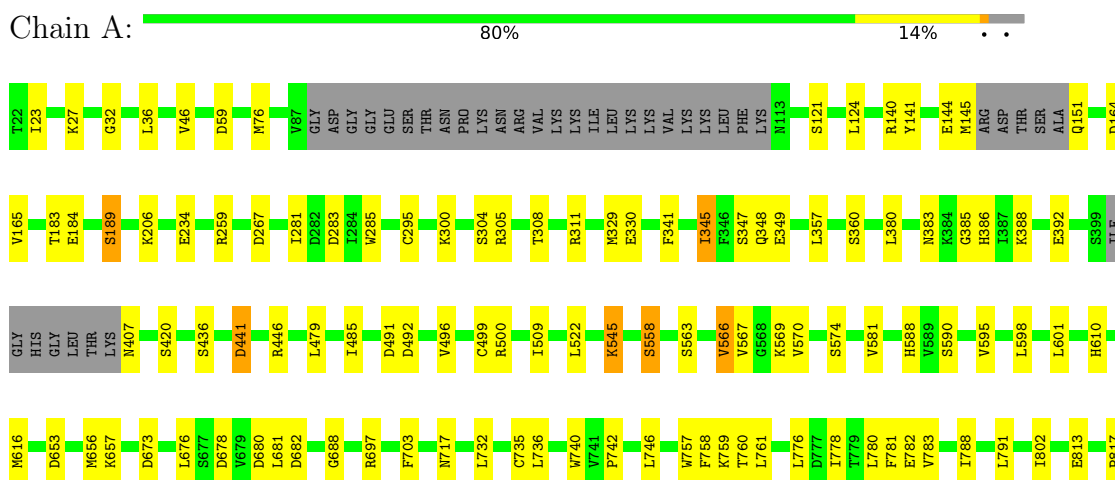 Chain A:
80% 14% • •
T22 I23 K27 G32 L36 V46 D59 M76 V87 GLY ASP GLY GLY GLU SER THR ASN PRO LYS ASN ARG VAL LYS LYS ILE LEU LYS LYS VAL LYS LYS LEU PHE LYS N113 S121 L124 R140 Y141 E144 M145 ARG ASP THR SER ALA Q151
V165 T183 E184 S189 K206 E234 R259 D267 I281 D282 D283 I284 W285 C295 K300 S304 R305 T308 R311 M329 E330 F341 I345 F346 S347 Q348 E349 L357 S360 L380 N383 K384 G385 H386 I387 K388 E392 S399 ILE
GLY HIS GLY LEU THR LYS N407 S420 S436 D441 R446 L479 I485 D491 D492 V496 C499 R500 I509 L522 K545 S558 S563 V566 V567 G568 K569 V570 S574 V581 H588 V589 S590 V595 L598 L601 H610
M616 D653 M656 K657 D673 L676 S677 D678 V679 D680 L681 D682 G688 R697 F703 N717 L732 C735 L736 W740 V741 P742 L746 W757 F758 K759 T760 L761 L776 D777 I778 T779 L780 F781 E782 V783 I788 L791 I802 E813